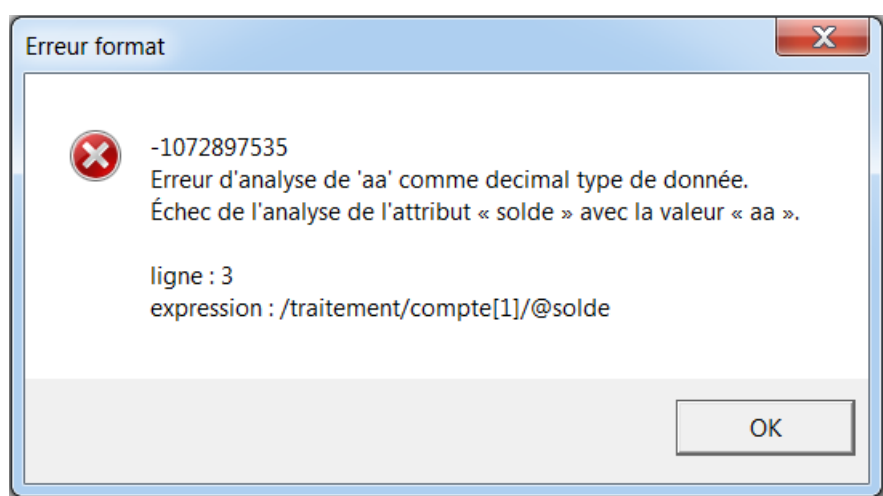 Erreur format
-1072897535
Erreur d'analyse de 'aa' comme decimal type de donnée.
Échec de l'analyse de l'attribut « solde » avec la valeur « aa ».
ligne : 3
expression : /traitement/compte[1]/@solde
OK